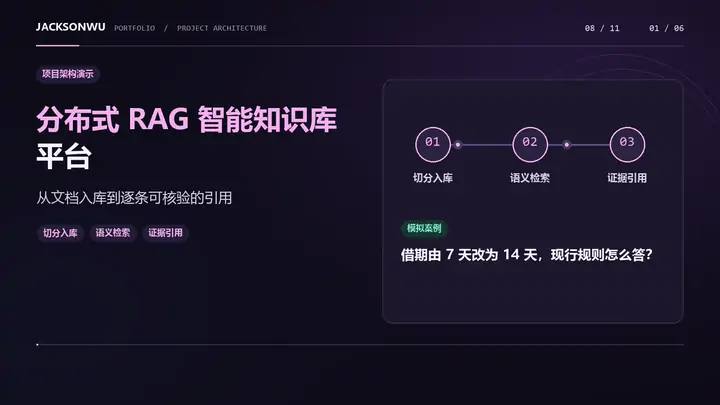 JACKSONWU PORTFOLIO / PROJECT ARCHITECTURE 08 / 11 01 / 06
项目架构演示
分布式 RAG 智能知识库
平台
从文档入库到逐条可核验的引用
切分入库 语义检索 证据引用
01 02 03
切分入库 语义检索 证据引用
模拟案例
借期由 7 天改为 14 天，现行规则怎么答？